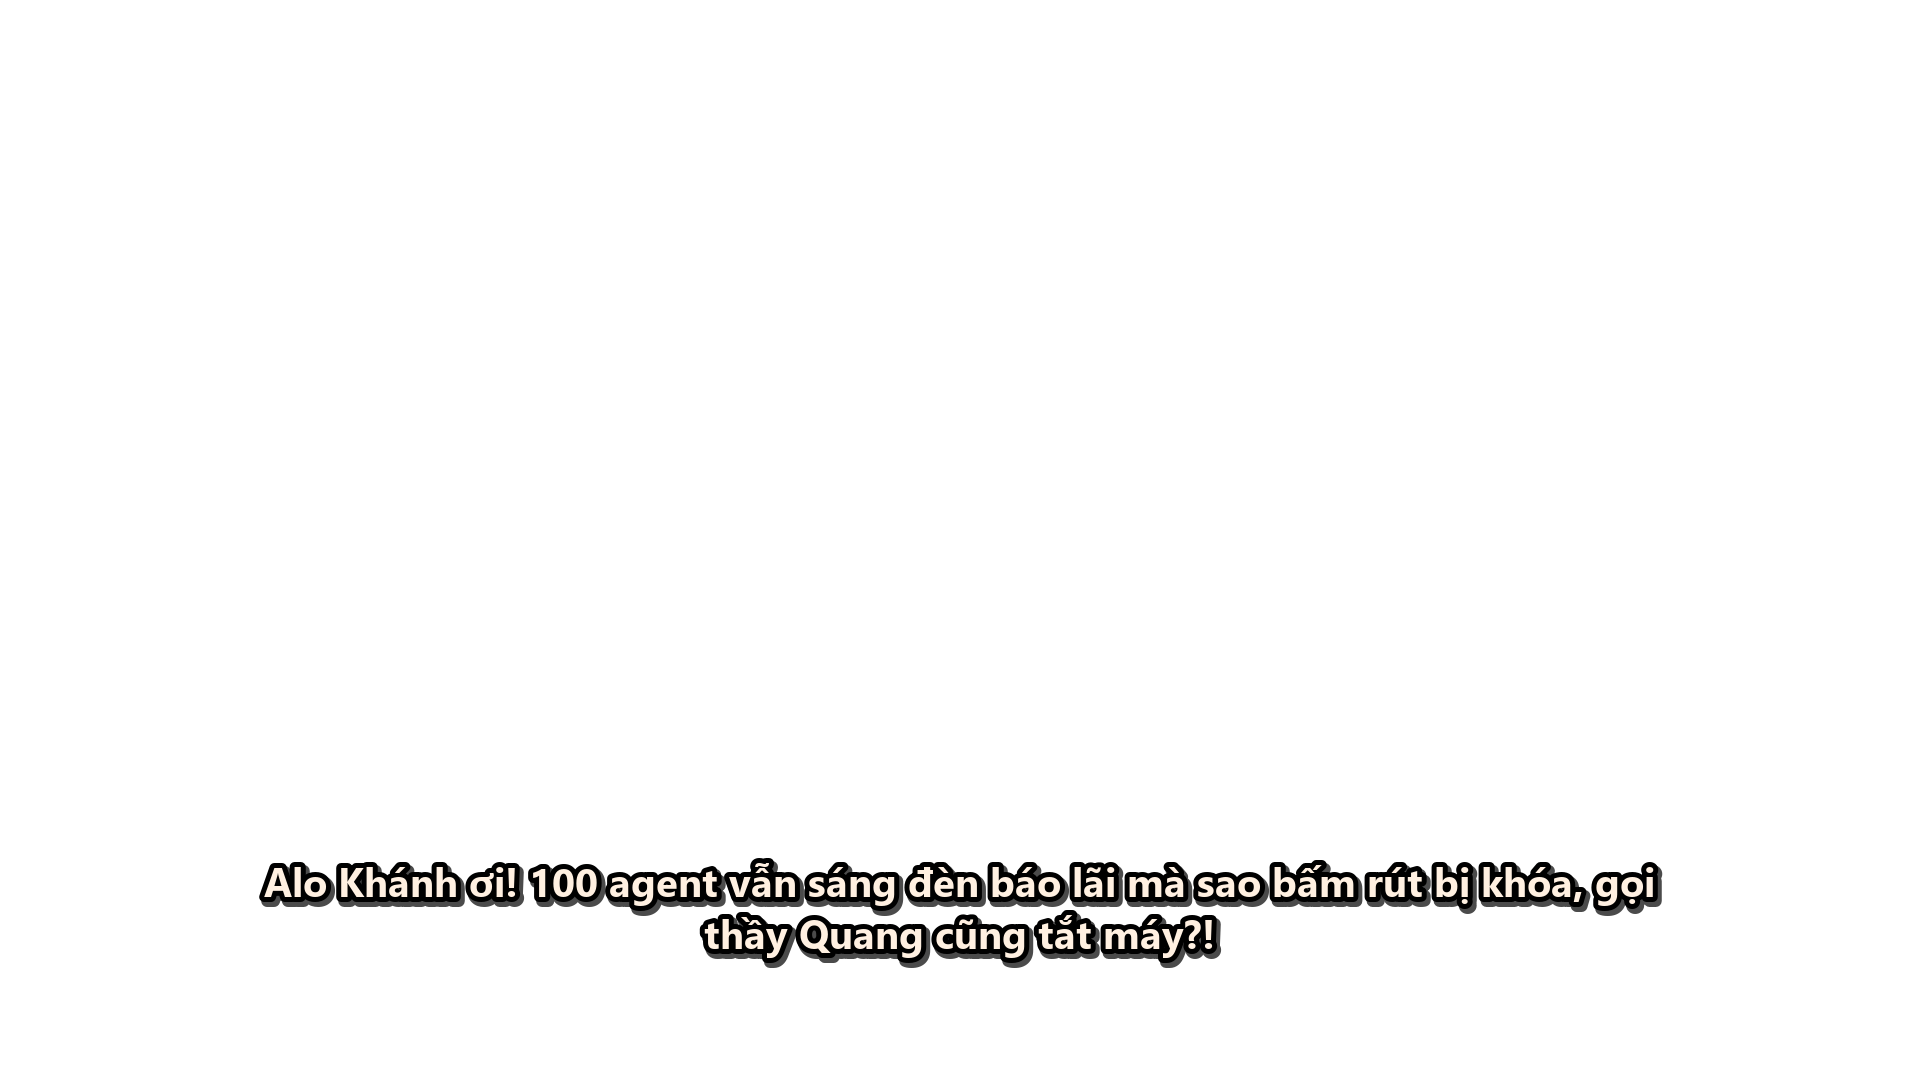 Alo Khánh ơi! 100 agent vẫn sáng đèn báo lãi mà sao bấm rút bị khóa, gọi
thầy Quang cũng tắt máy?!